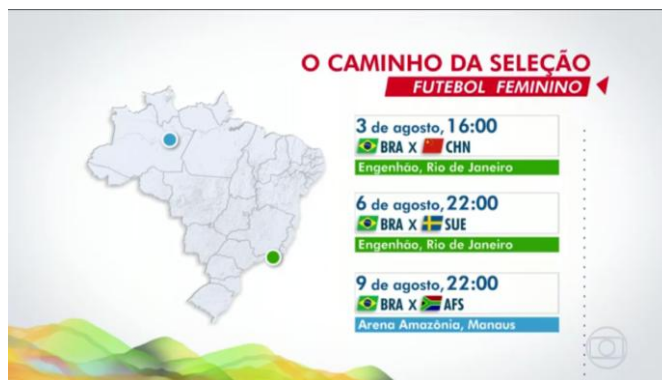 O CAMINHO DA SELEÇÃO
FUTEBOL FEMININO
3 de agosto, 16:00
BRA X CHN
Engenhão, Rio de Janeiro
6 de agosto, 22:00
BRA X SUE
Engenhão, Rio de Janeiro
9 de agosto, 22:00
BRA X AFS
Arena Amazônia, Manaus